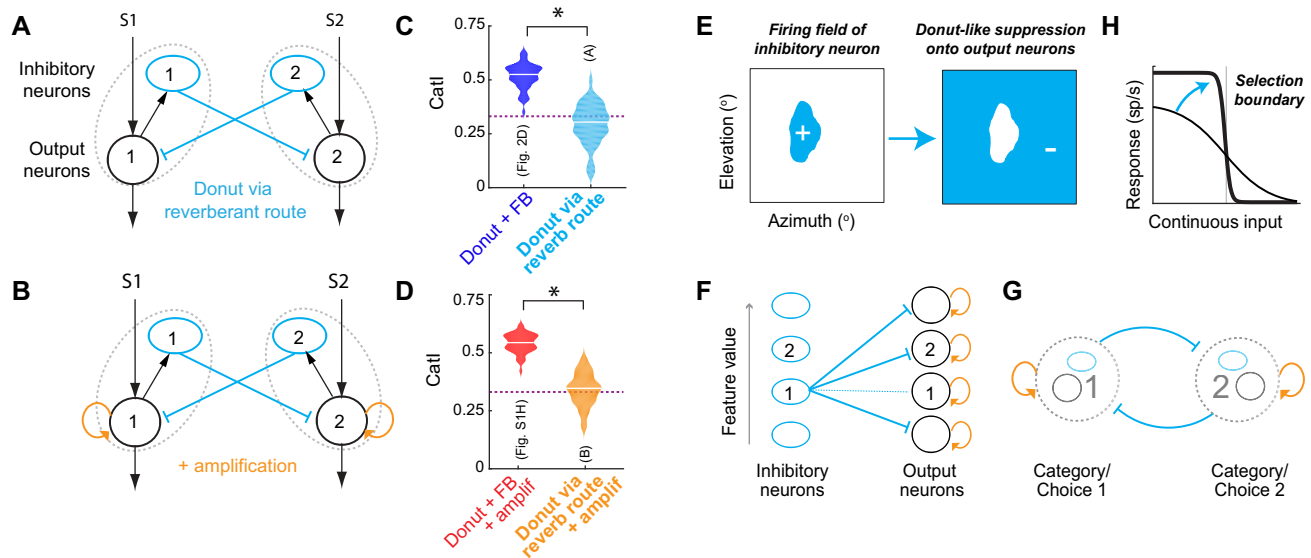 A
S1
S2
Inhibitory
neurons
1
2
Output
neurons
1
2
Donut via
reverberant route
B
S1
S2
1
2
1
2
+ amplification
C
*
0.75
0.5
0.25
0
CatI
(Fig. 2D)
(A)
Donut + FB
Donut via
reverb route
D
*
0.75
0.5
0.25
0
CatI
(Fig. S1H)
(B)
Donut + FB
+ amplif
Donut via
reverb route
+ amplif
E
Firing field of
inhibitory neuron
Donut-like suppression
onto output neurons
Elevation (°)
+
-
Azimuth (°)
F
Feature value
2
1
2
1
Inhibitory
neurons
Output
neurons
G
1
2
Category/
Choice 1
Category/
Choice 2
H
Response (sp/s)
Selection
boundary
Continuous input